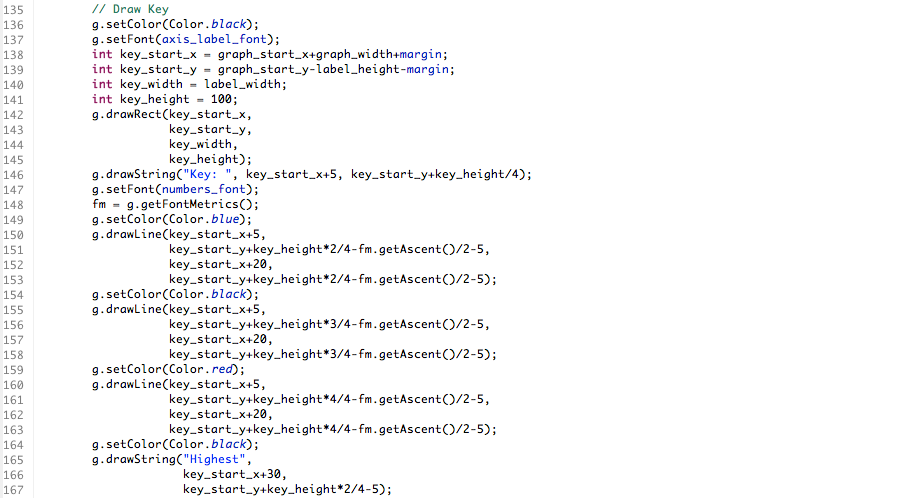 135 // Draw Key
136 g.setColor(Color.black);
137 g.setFont(axis_label_font);
138 int key_start_x = graph_start_x+graph_width+margin;
139 int key_start_y = graph_start_y-label_height-margin;
140 int key_width = label_width;
141 int key_height = 100;
142 g.drawRect(key_start_x,
143 key_start_y,
144 key_width,
145 key_height);
146 g.drawString("Key: ", key_start_x+5, key_start_y+key_height/4);
147 g.setFont(numbers_font);
148 fm = g.getFontMetrics();
149 g.setColor(Color.blue);
150 g.drawLine(key_start_x+5,
151 key_start_y+key_height*2/4-fm.getAscent()/2-5,
152 key_start_x+20,
153 key_start_y+key_height*2/4-fm.getAscent()/2-5);
154 g.setColor(Color.black);
155 g.drawLine(key_start_x+5,
156 key_start_y+key_height*3/4-fm.getAscent()/2-5,
157 key_start_x+20,
158 key_start_y+key_height*3/4-fm.getAscent()/2-5);
159 g.setColor(Color.red);
160 g.drawLine(key_start_x+5,
161 key_start_y+key_height*4/4-fm.getAscent()/2-5,
162 key_start_x+20,
163 key_start_y+key_height*4/4-fm.getAscent()/2-5);
164 g.setColor(Color.black);
165 g.drawString("Highest",
166 key_start_x+30,
167 key_start_y+key_height*2/4-5);